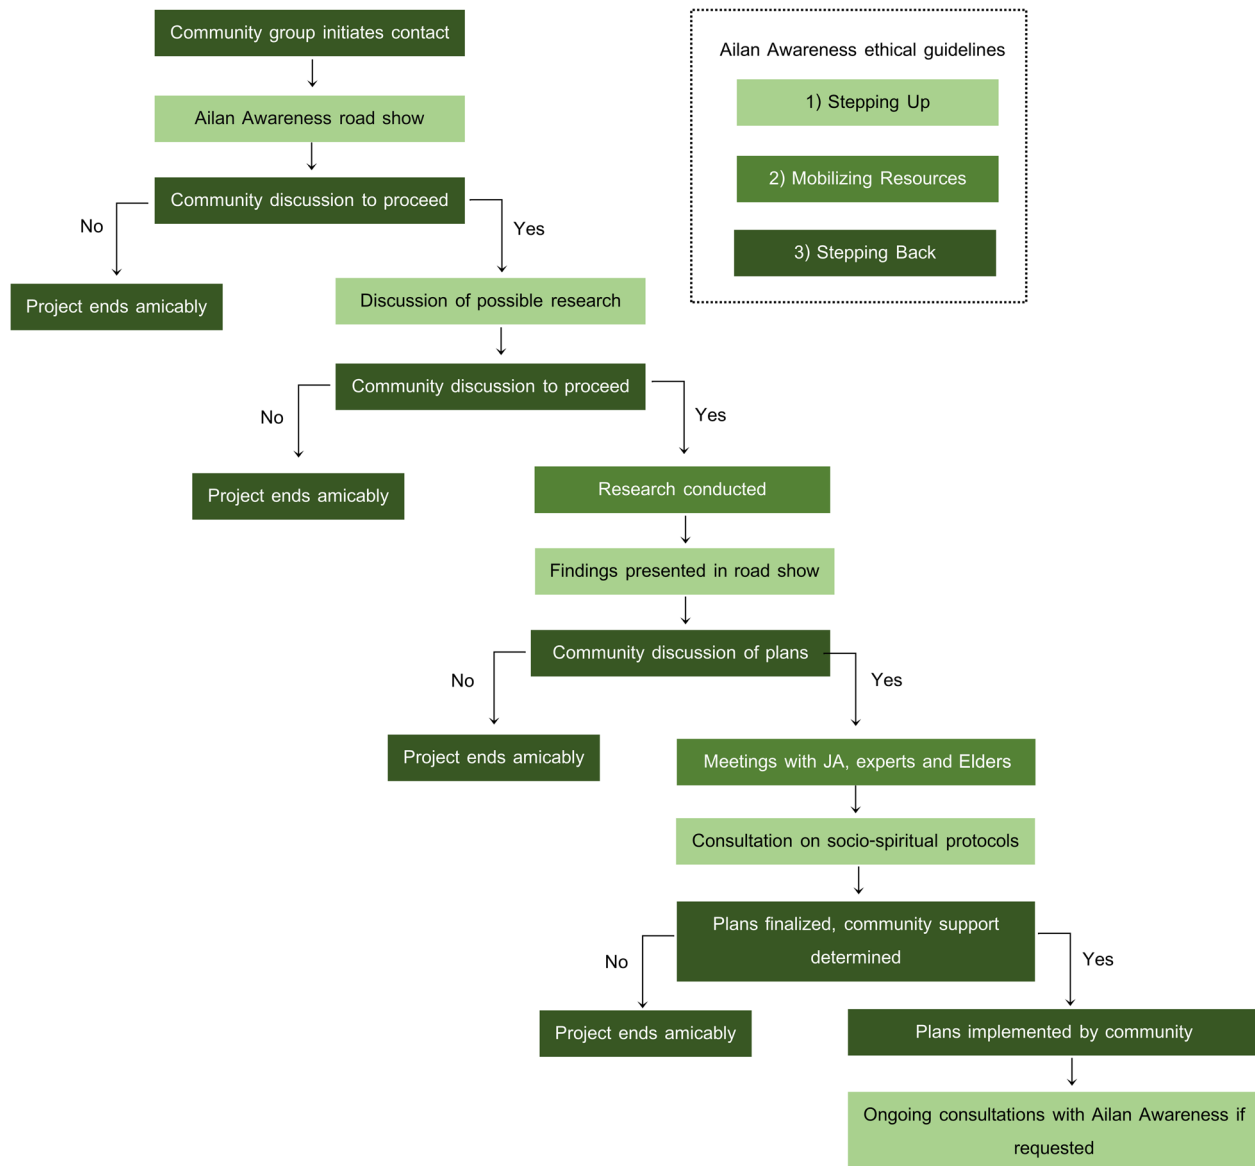 Community group initiates contact
Ailan Awareness road show
Community discussion to proceed
No
Yes
Project ends amicably
Discussion of possible research
Community discussion to proceed
No
Yes
Project ends amicably
Research conducted
Findings presented in road show
Community discussion of plans
No
Yes
Project ends amicably
Meetings with JA, experts and Elders
Consultation on socio-spiritual protocols
Plans finalized, community support
determined
No
Yes
Project ends amicably
Plans implemented by community
Ongoing consultations with Ailan Awareness if
requested
Ailan Awareness ethical guidelines
1) Stepping Up
2) Mobilizing Resources
3) Stepping Back